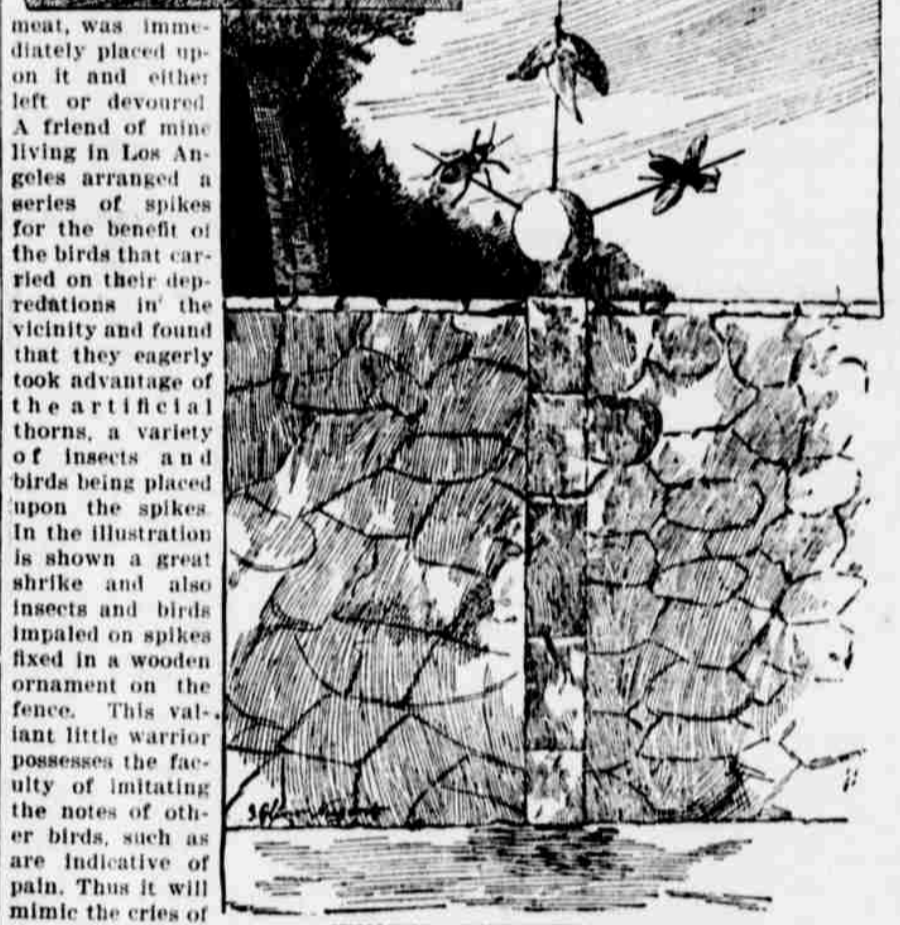 meat, was imme-
diately placed up-
on it and either
left or devoured
A friend of mine
living in Los An-
geles arranged a
series of spikes
for the benefit of
the birds that car-
ried on their dep-
redations in the
vicinity and found
that they eagerly
took advantage of
the artificial
thorns, a variety
of insects and
birds being placed
upon the spikes
In the illustration
is shown a great
shrike and also
insects and birds
impaled on spikes
fixed in a wooden
ornament on the
fence. This val-
iant little warrior
possesses the fac-
ulty of imitating
the notes of oth-
er birds, such as
are indicative of
pain. Thus it will
mimic the cries of